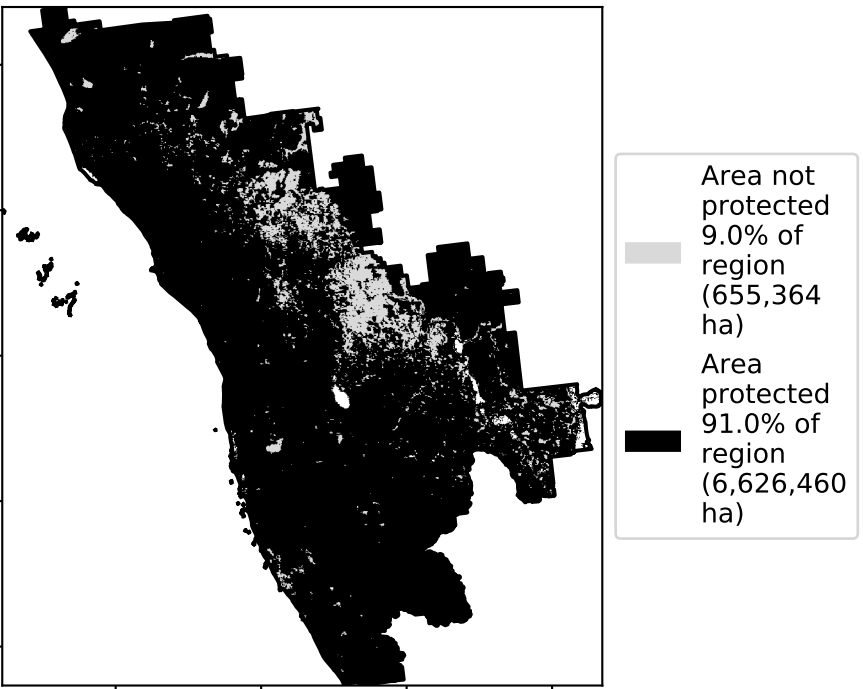 Area not
protected
9.0% of
region
(655,364
ha)
Area
protected
91.0% of
region
(6,626,460
ha)